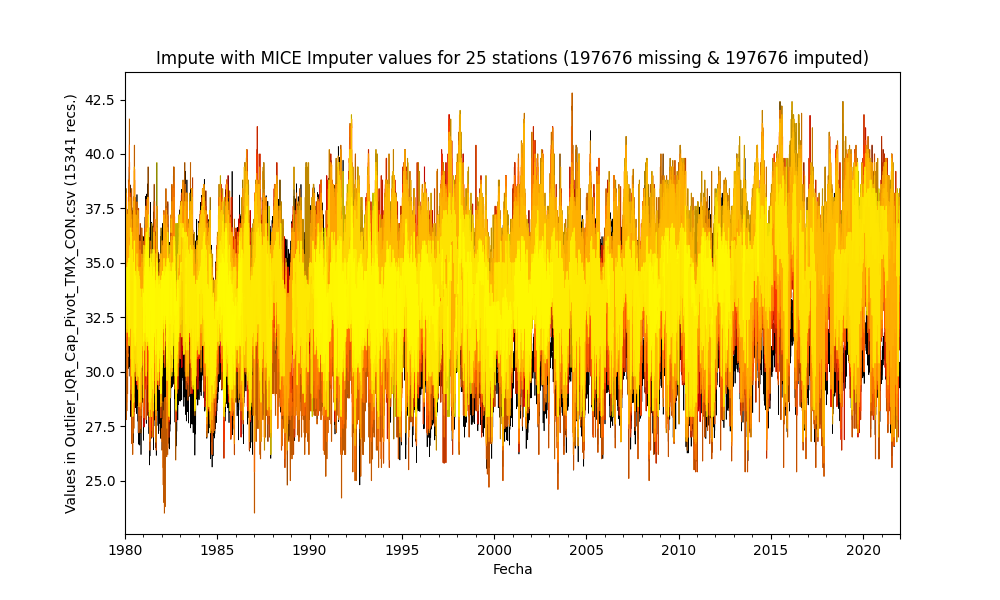 Impute with MICE Imputer values for 25 stations (197676 missing & 197676 imputed)
Values in Outlier_IQR_Cap_Pivot_TMX_CON.csv (15341 recs.)
42.5
40.0
37.5
35.0
32.5
30.0
27.5
25.0
1980 1985 1990 1995 2000 2005 2010 2015 2020
Fecha